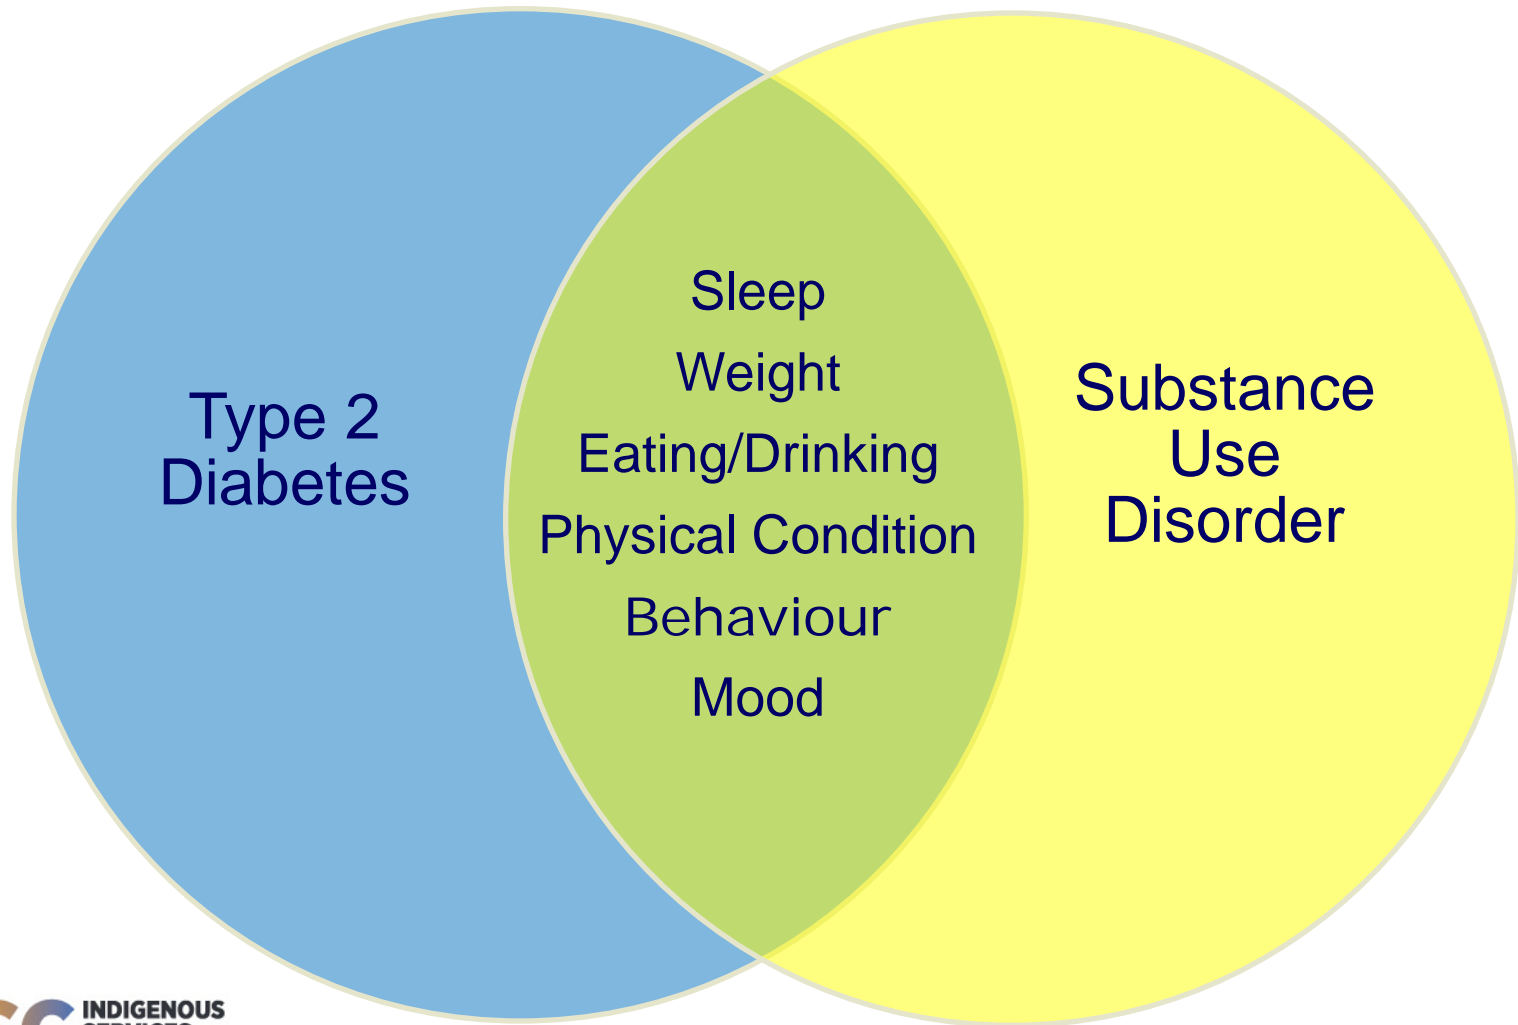 Type 2
Diabetes
Sleep
Weight
Eating/Drinking
Physical Condition
Behaviour
Mood
Substance
Use
Disorder
INDIGENOUS